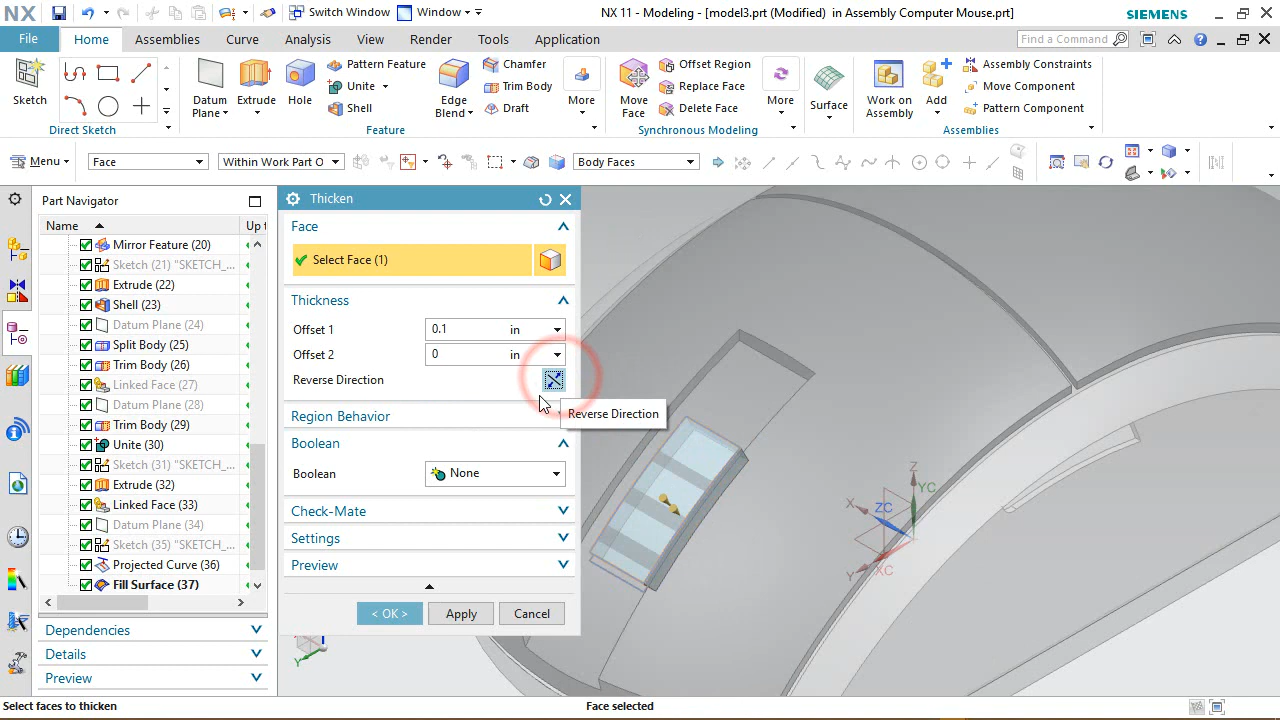 NX Switch Window Window NX 11 - Modeling - [model3.prt (Modified) in Assembly Computer Mouse.prt] SIEMENS
File Home Assemblies Curve Analysis View Render Tools Application Find a Command
Sketch
Direct Sketch
Datum Plane
Extrude
Hole
Pattern Feature
Unite
Shell
Edge Blend
Chamfer
Trim Body
Draft
More
Feature
Move Face
Offset Region
Replace Face
Delete Face
More
Synchronous Modeling
Surface
Work on Assembly
Add
Assembly Constraints
Move Component
Pattern Component
Assemblies
Menu Face Within Work Part O Body Faces
Part Navigator
Name Up t
Mirror Feature (20)
Sketch (21) "SKETCH_...
Extrude (22)
Shell (23)
Datum Plane (24)
Split Body (25)
Trim Body (26)
Linked Face (27)
Datum Plane (28)
Trim Body (29)
Unite (30)
Sketch (31) "SKETCH_...
Extrude (32)
Linked Face (33)
Datum Plane (34)
Sketch (35) "SKETCH_...
Projected Curve (36)
Fill Surface (37)
Dependencies
Details
Preview
Thicken
Face
Select Face (1)
Thickness
Offset 1 0.1 in
Offset 2 0 in
Reverse Direction
Reverse Direction
Region Behavior
Boolean
Boolean None
Check-Mate
Settings
Preview
< OK > Apply Cancel
Z
YC
X
ZC
Y
XC
Y
Select faces to thicken Face selected